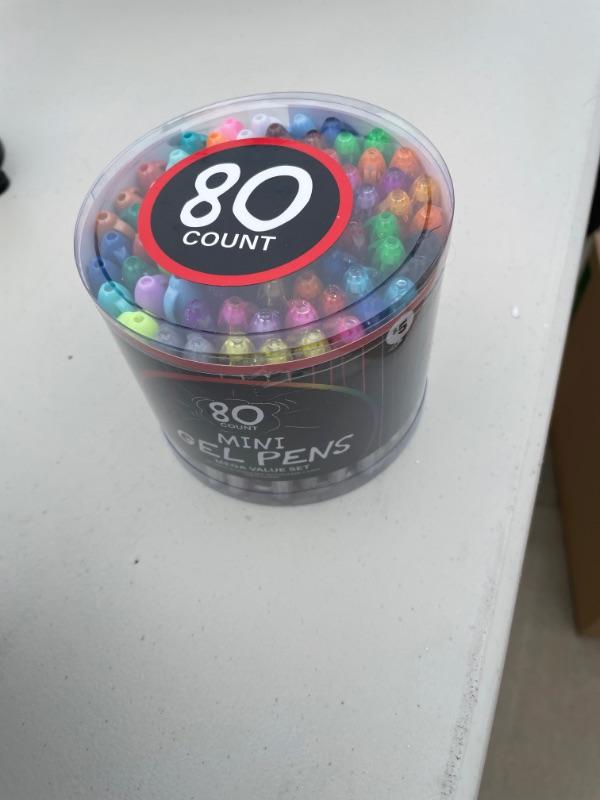 80
COUNT
$5
80
COUNT
MINI
GEL PENS
MEGA VALUE SET